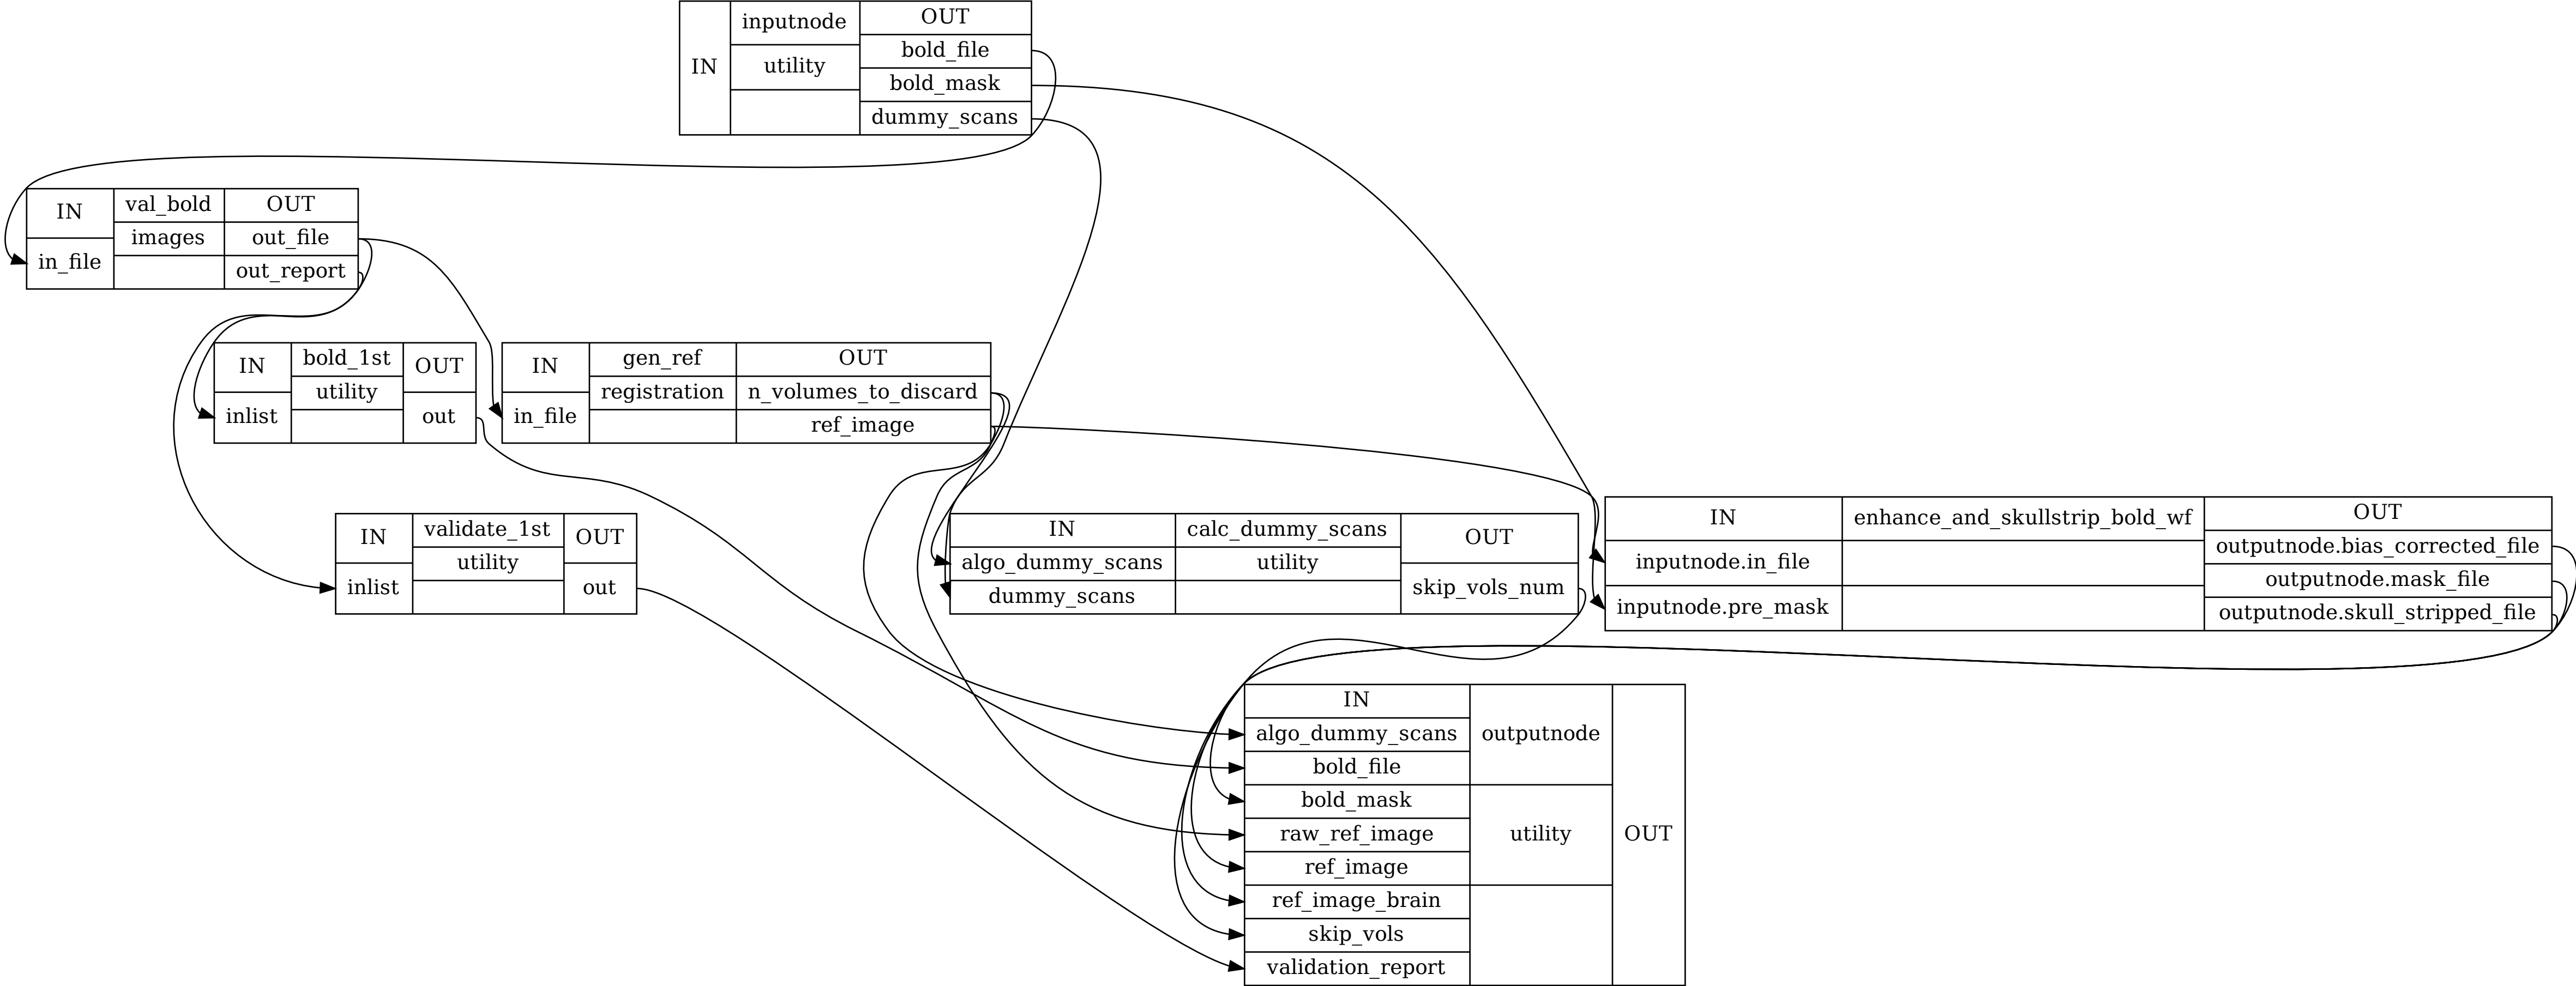 IN
inputnode
utility
OUT
bold_file
bold_mask
dummy_scans
IN
in_file
val_bold
images
OUT
out_file
out_report
IN
inlist
bold_1st
utility
OUT
out
IN
in_file
gen_ref
registration
OUT
n_volumes_to_discard
ref_image
IN
inlist
validate_1st
utility
OUT
out
IN
algo_dummy_scans
dummy_scans
calc_dummy_scans
utility
OUT
skip_vols_num
IN
inputnode.in_file
inputnode.pre_mask
enhance_and_skullstrip_bold_wf
OUT
outputnode.bias_corrected_file
outputnode.mask_file
outputnode.skull_stripped_file
IN
algo_dummy_scans
bold_file
bold_mask
raw_ref_image
ref_image
ref_image_brain
skip_vols
validation_report
outputnode
utility
OUT